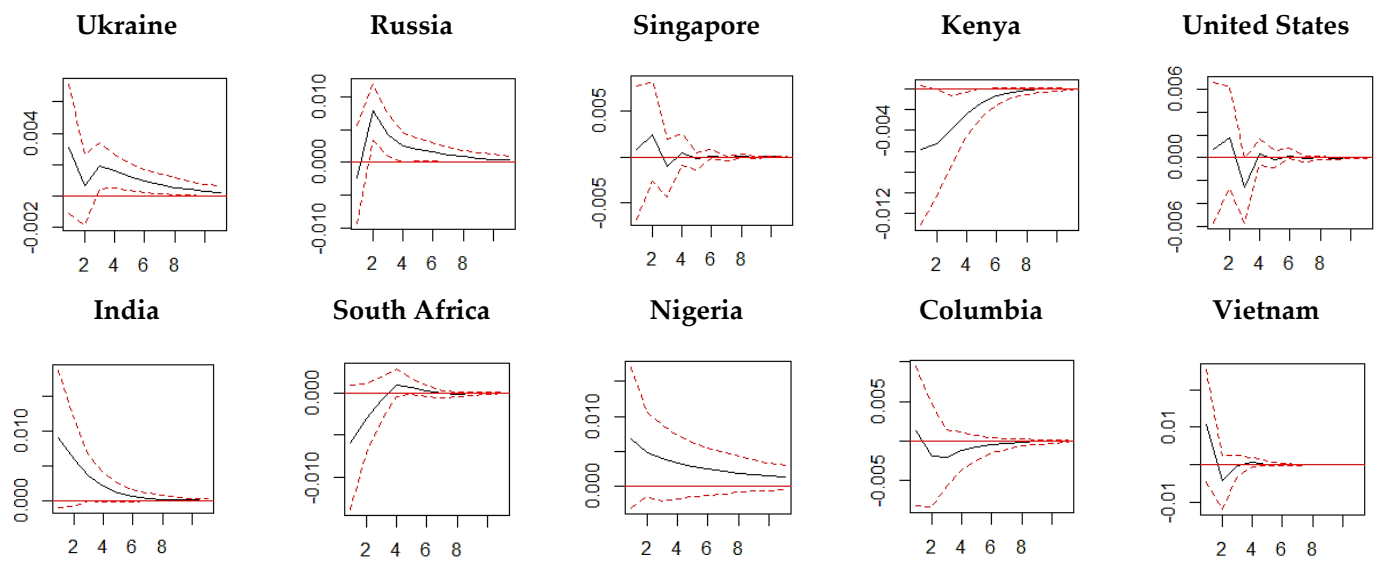 Ukraine Russia Singapore Kenya United States
0.004
-0.002
2 4 6 8
0.010
0.000
-0.010
2 4 6 8
0.005
-0.005
2 4 6 8
-0.004
-0.012
2 4 6 8
0.006
0.000
-0.006
2 4 6 8
India South Africa Nigeria Columbia Vietnam
0.010
0.000
2 4 6 8
0.000
-0.010
2 4 6 8
0.010
0.000
2 4 6 8
0.005
-0.005
2 4 6 8
0.01
-0.01
2 4 6 8